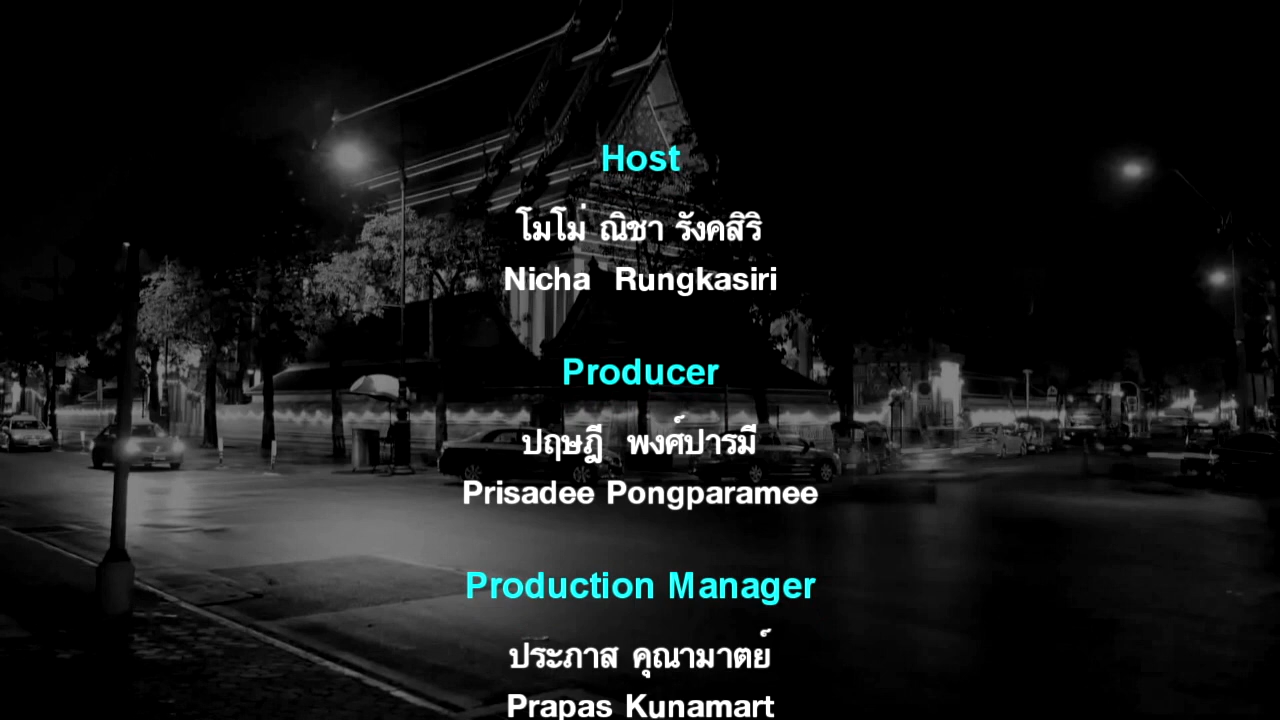 Host
โมโม่ ณิชา รังคสิริ
Nicha Rungkasiri
Producer
ปฤษฎี พงศ์ปารมี
Prisadee Pongparamee
Production Manager
ประภาส คุณามาตย์
Prapas Kunamart